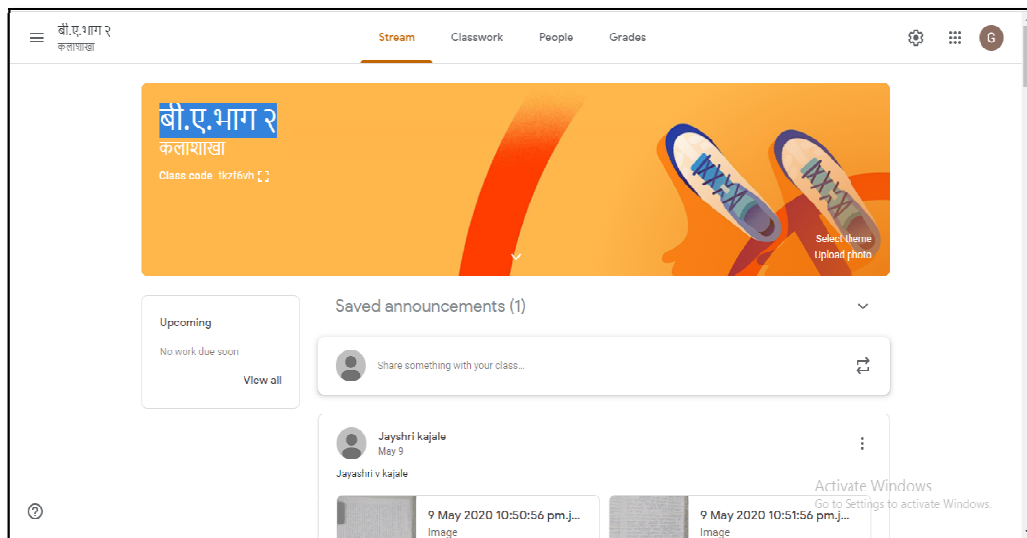 बी.ए.भाग २
कलाशाखा
Stream
Classwork
People
Grades
G
बी.ए.भाग २
कलाशाखा
Class code tkzf6vh
Select theme
Upload photo
Upcoming
No work due soon
View all
Saved announcements (1)
Share something with your class...
Jayshri kajale
May 9
Jayashri v kajale
9 May 2020 10:50:56 pm.j...
Image
9 May 2020 10:51:56 pm.j...
Image
Activate Windows
Go to Settings to activate Windows.